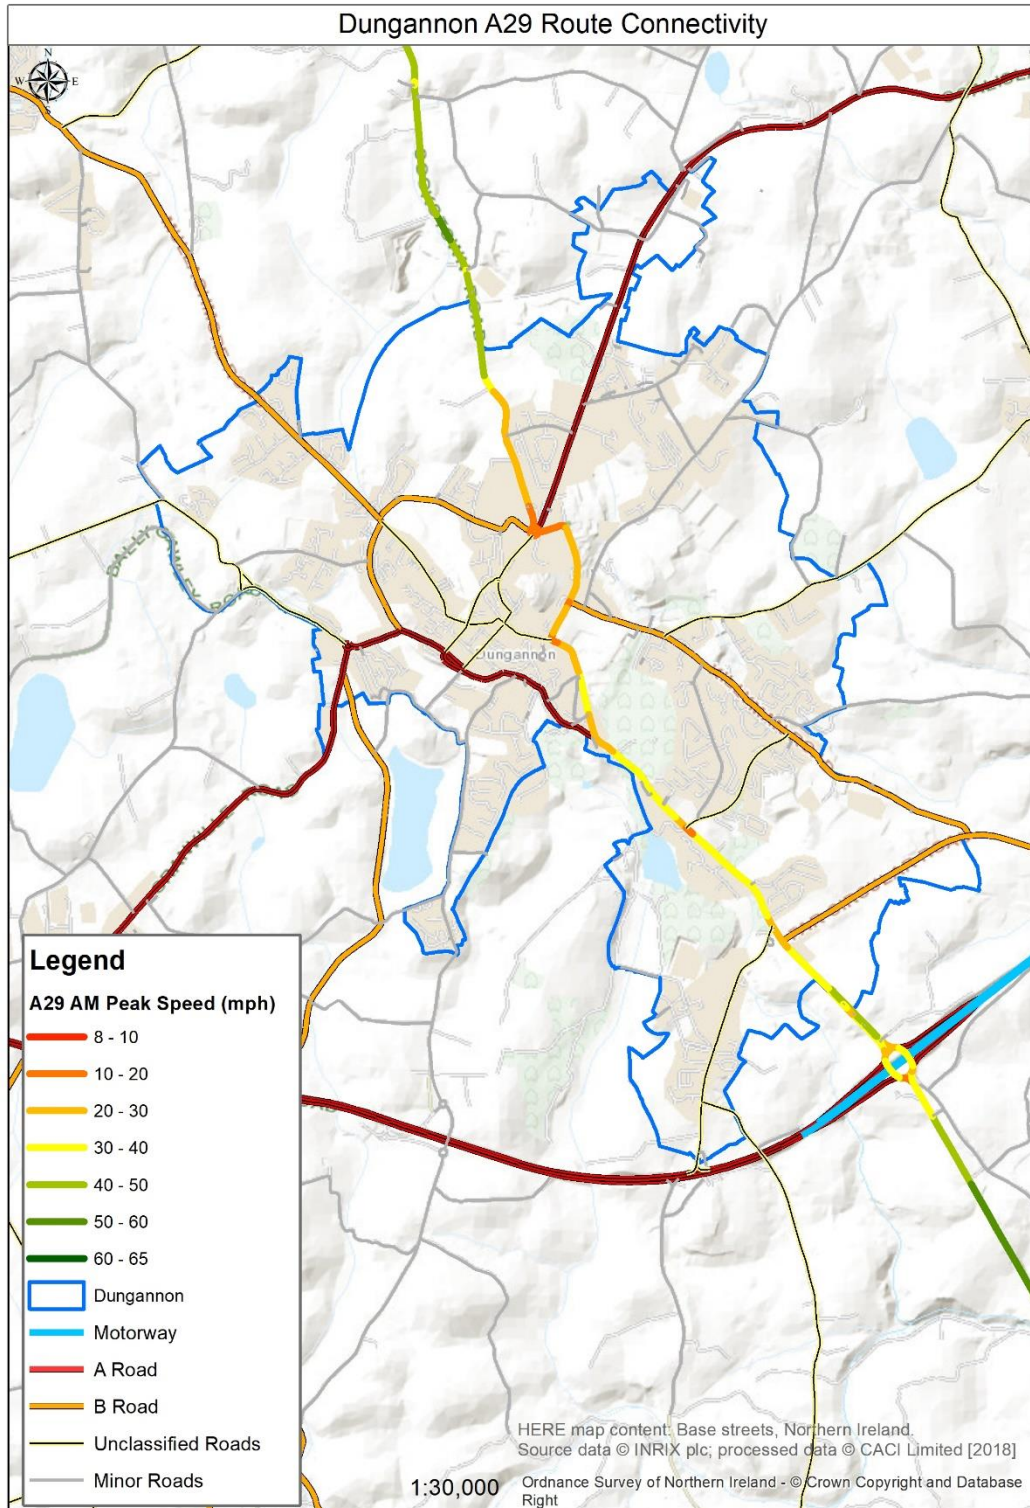 Dungannon A29 Route Connectivity
N
W E
S
BALLYGAWLEY ROAD
Dungannon
Legend
A29 AM Peak Speed (mph)
8 - 10
10 - 20
20 - 30
30 - 40
40 - 50
50 - 60
60 - 65
Dungannon
Motorway
A Road
B Road
Unclassified Roads
Minor Roads
1:30,000
HERE map content: Base streets, Northern Ireland.
Source data © INRIX plc; processed data © CACI Limited [2018]
Ordnance Survey of Northern Ireland - © Crown Copyright and Database
Right